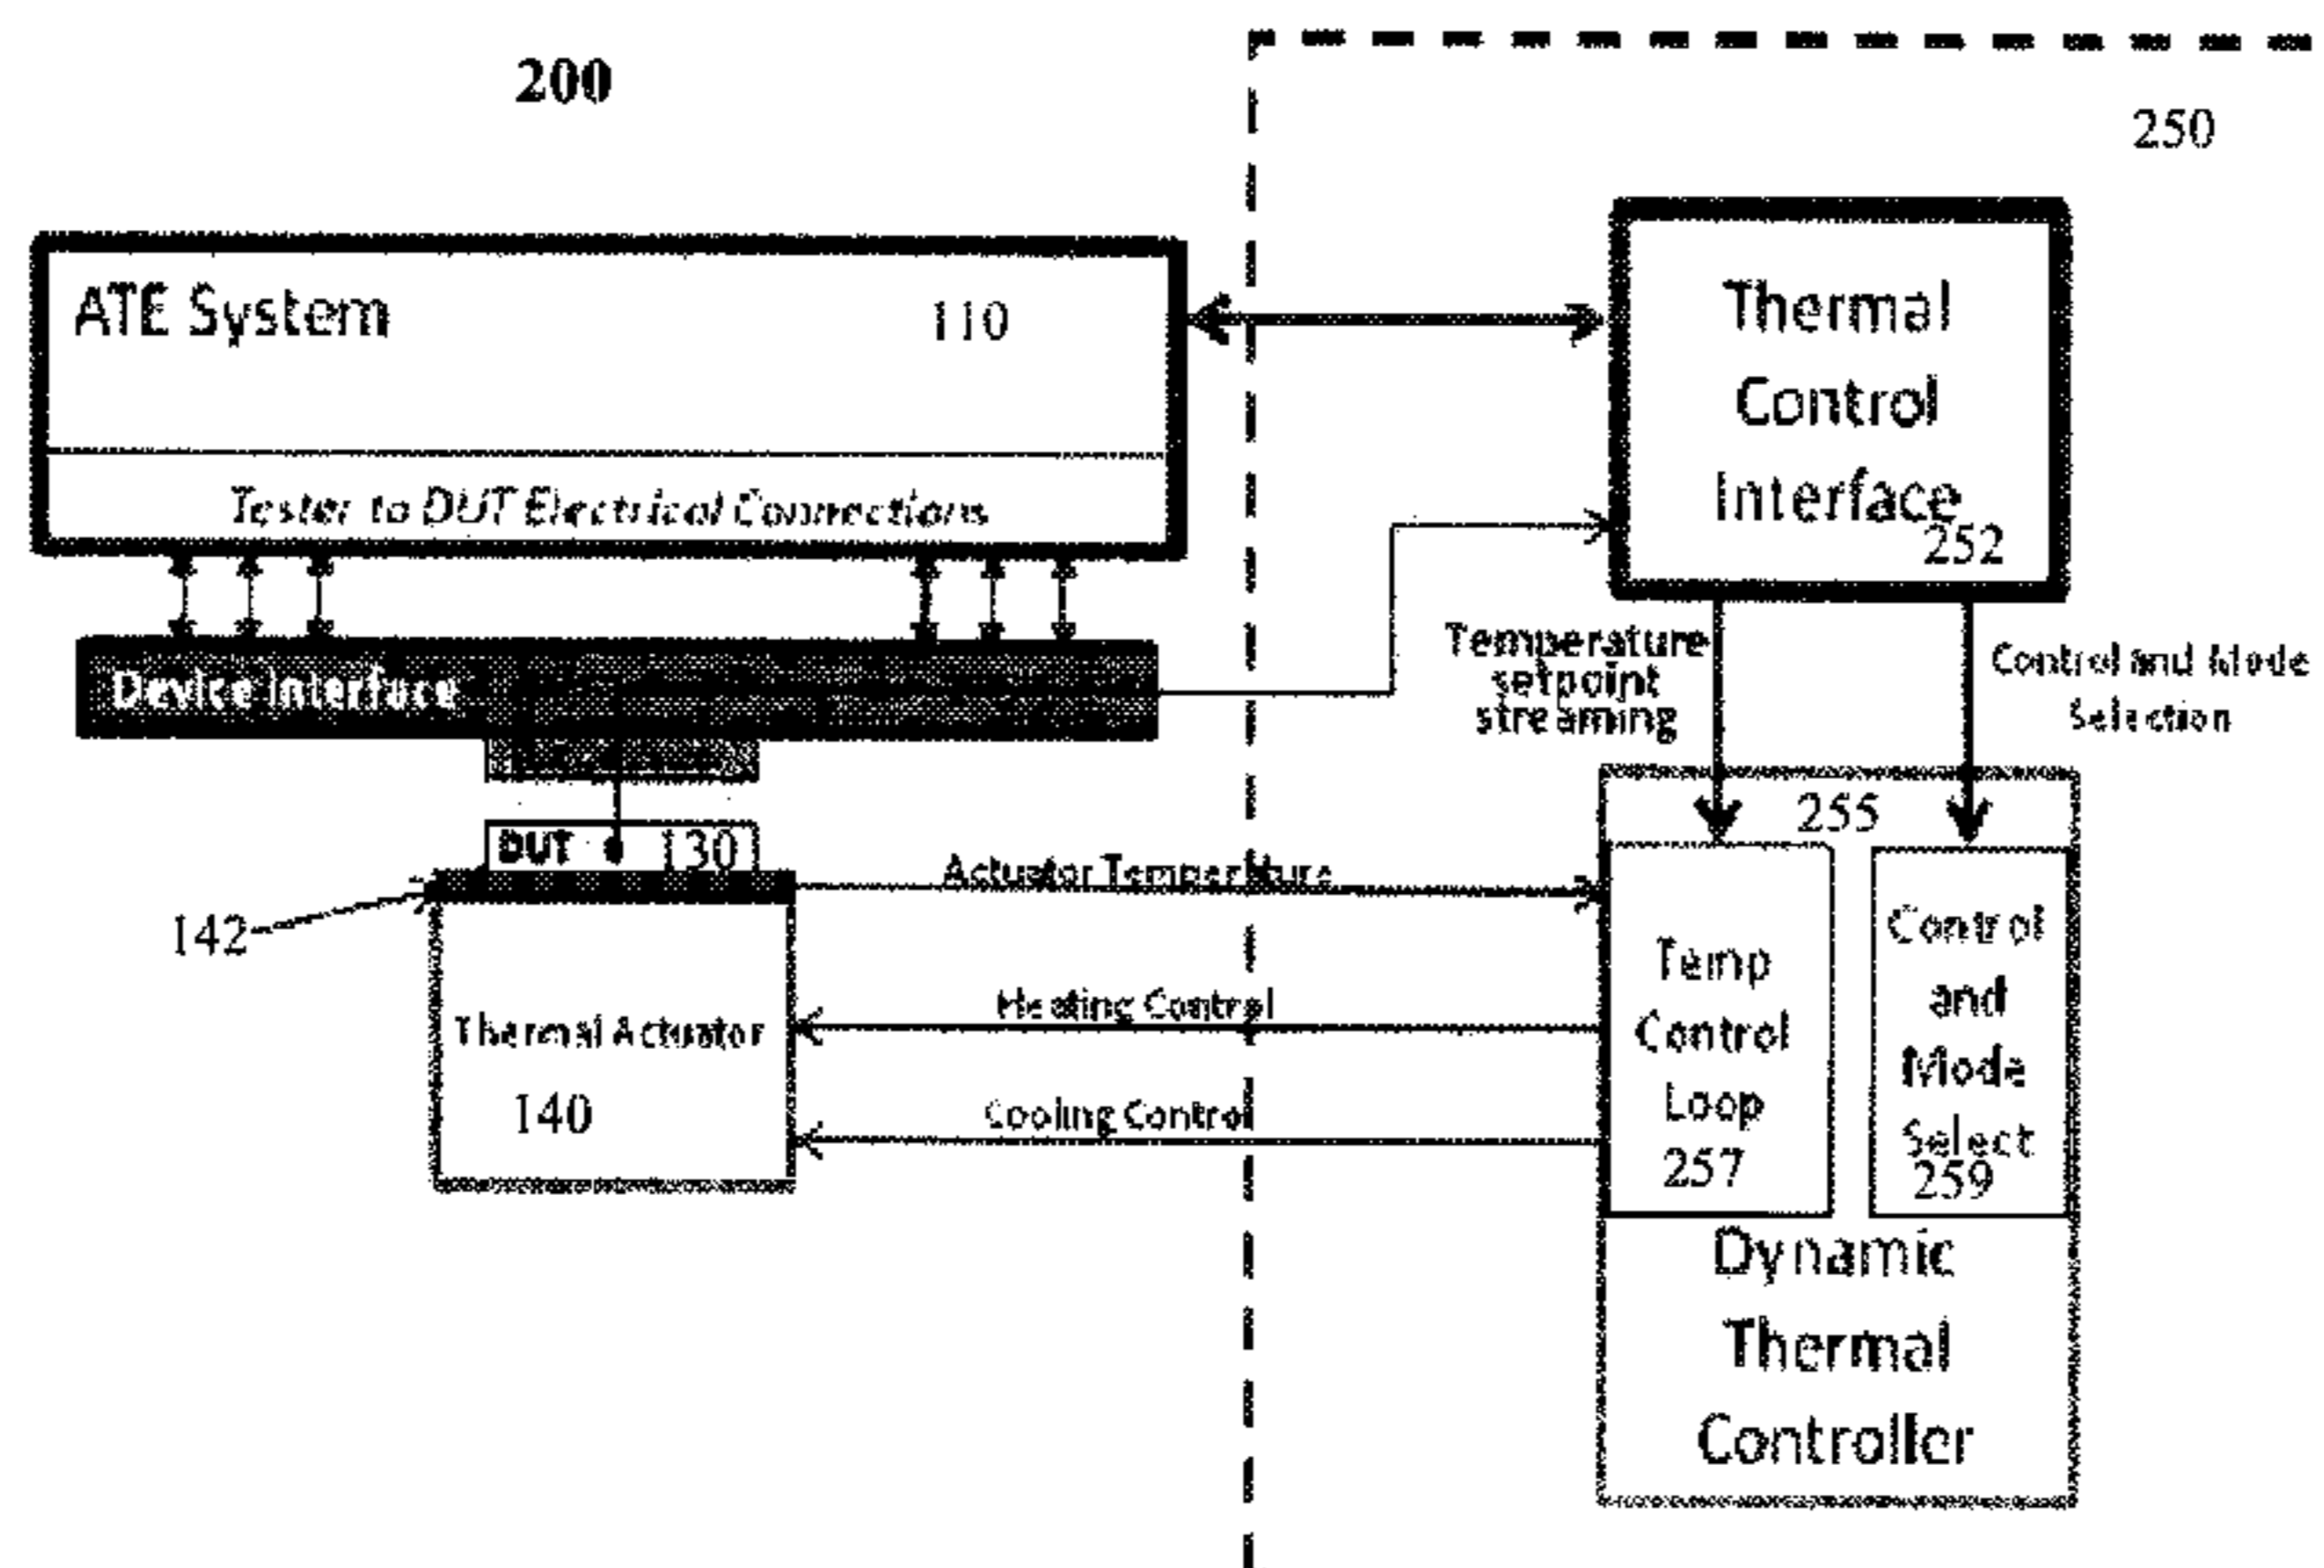 200
250
ATE System 110
Tester to DUT Electrical Connections
Thermal
Control
Interface
252
Device Interface
Temperature
setpoint
streaming
Control and Mode
Selection
DUT 130
142
Actuator Temperature
Heating Control
Cooling Control
Thermal Actuator
140
255
Temp
Control
Loop
257
Control
and
Mode
Select
259
Dynamic
Thermal
Controller